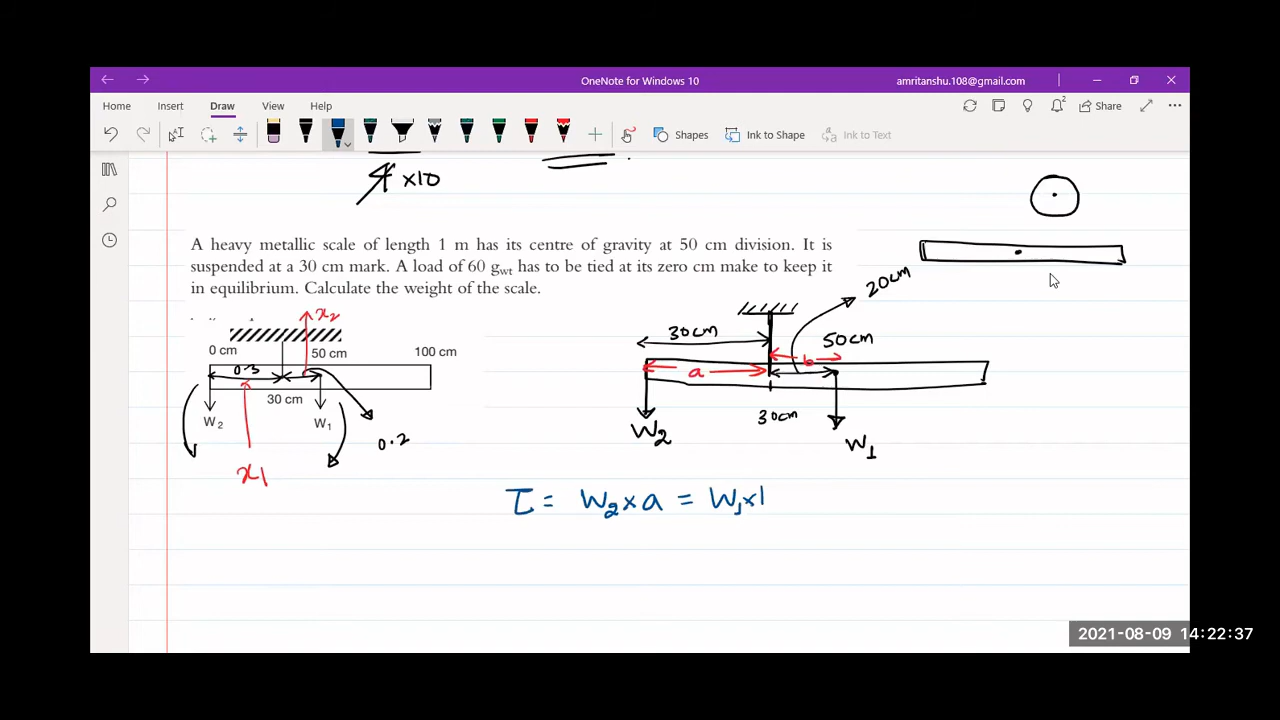 OneNote for Windows 10
amritanshu.108@gmail.com
Home Insert Draw View Help
2
Share
Shapes
Ink to Shape
Ink to Text
x10
A heavy metallic scale of length 1 m has its centre of gravity at 50 cm division. It is
suspended at a 30 cm mark. A load of 60 gwt has to be tied at its zero cm make to keep it
in equilibrium. Calculate the weight of the scale.
x2
0 cm
50 cm
100 cm
0.3
30 cm
W2
W1
0.2
x1
20cm
30cm
50cm
a
b
30cm
W2
W1
τ = W2 x a = W1 x l
2021-08-09 14:22:37